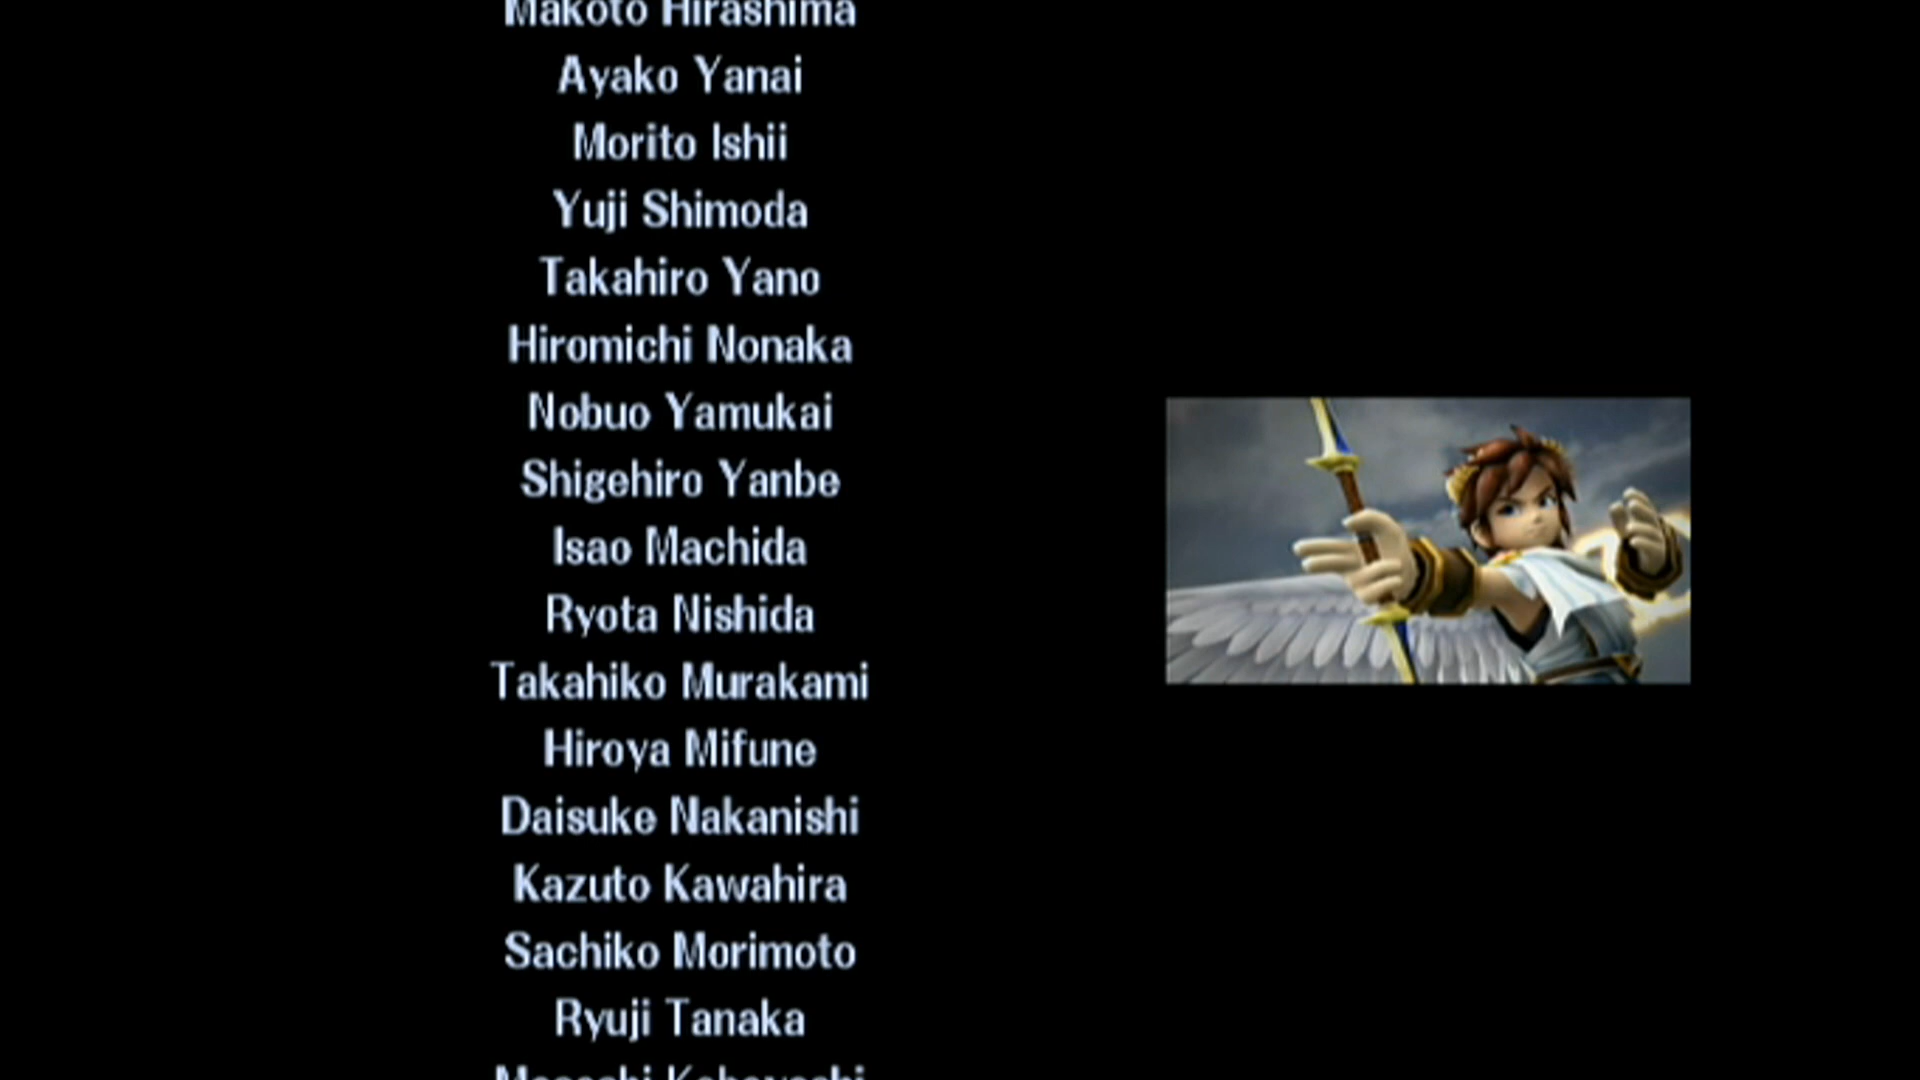 Makoto Hirashima
Ayako Yanai
Morito Ishii
Yuji Shimoda
Takahiro Yano
Hiromichi Nonaka
Nobuo Yamukai
Shigehiro Yanbe
Isao Machida
Ryota Nishida
Takahiko Murakami
Hiroya Mifune
Daisuke Nakanishi
Kazuto Kawahira
Sachiko Morimoto
Ryuji Tanaka